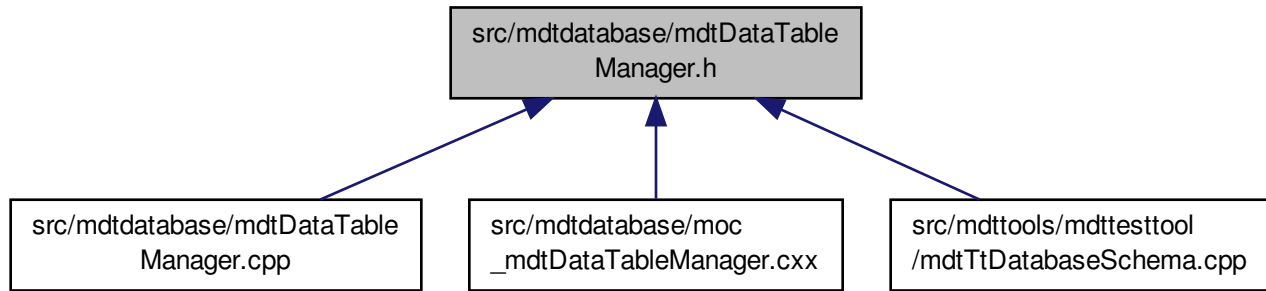 src/mdtdatabase/mdtDataTable
Manager.h
src/mdtdatabase/mdtDataTable
Manager.cpp
src/mdtdatabase/moc
_mdtDataTableManager.cxx
src/mdttools/mdttesttool
/mdtTtDatabaseSchema.cpp